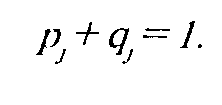 p_j + q_j = 1.